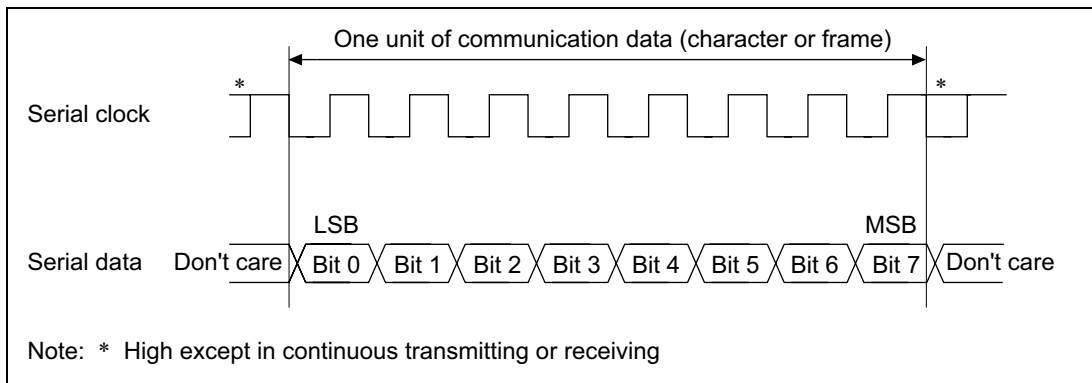 One unit of communication data (character or frame)
* *
Serial clock
LSB MSB
Serial data Don't care Bit 0 Bit 1 Bit 2 Bit 3 Bit 4 Bit 5 Bit 6 Bit 7 Don't care
Note: * High except in continuous transmitting or receiving